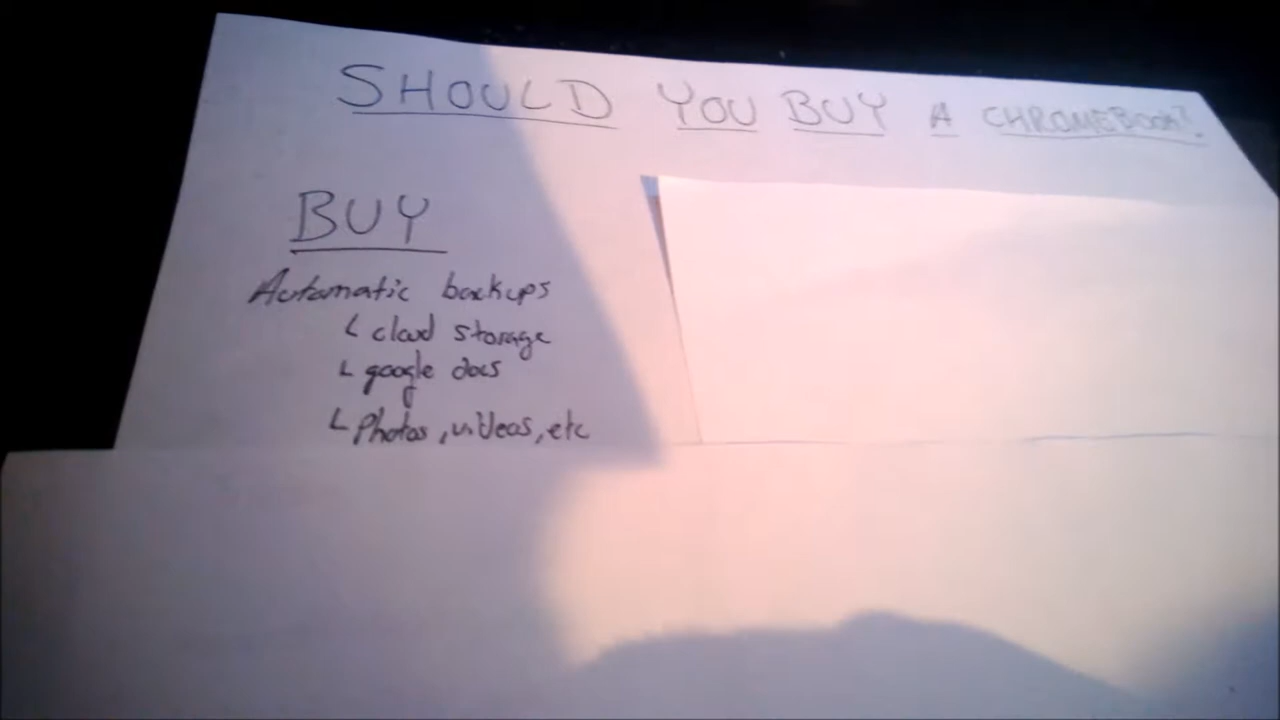 SHOULD YOU BUY A CHROMEBOOK?
BUY
Automatic backups
cloud storage
google docs
Photos, videos, etc